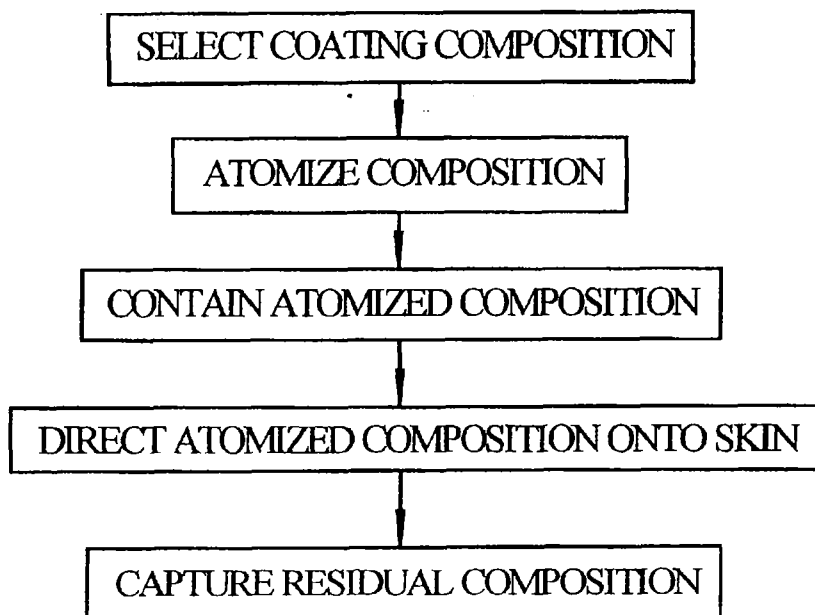 SELECT COATING COMPOSITION
ATOMIZE COMPOSITION
CONTAIN ATOMIZED COMPOSITION
DIRECT ATOMIZED COMPOSITION ONTO SKIN
CAPTURE RESIDUAL COMPOSITION